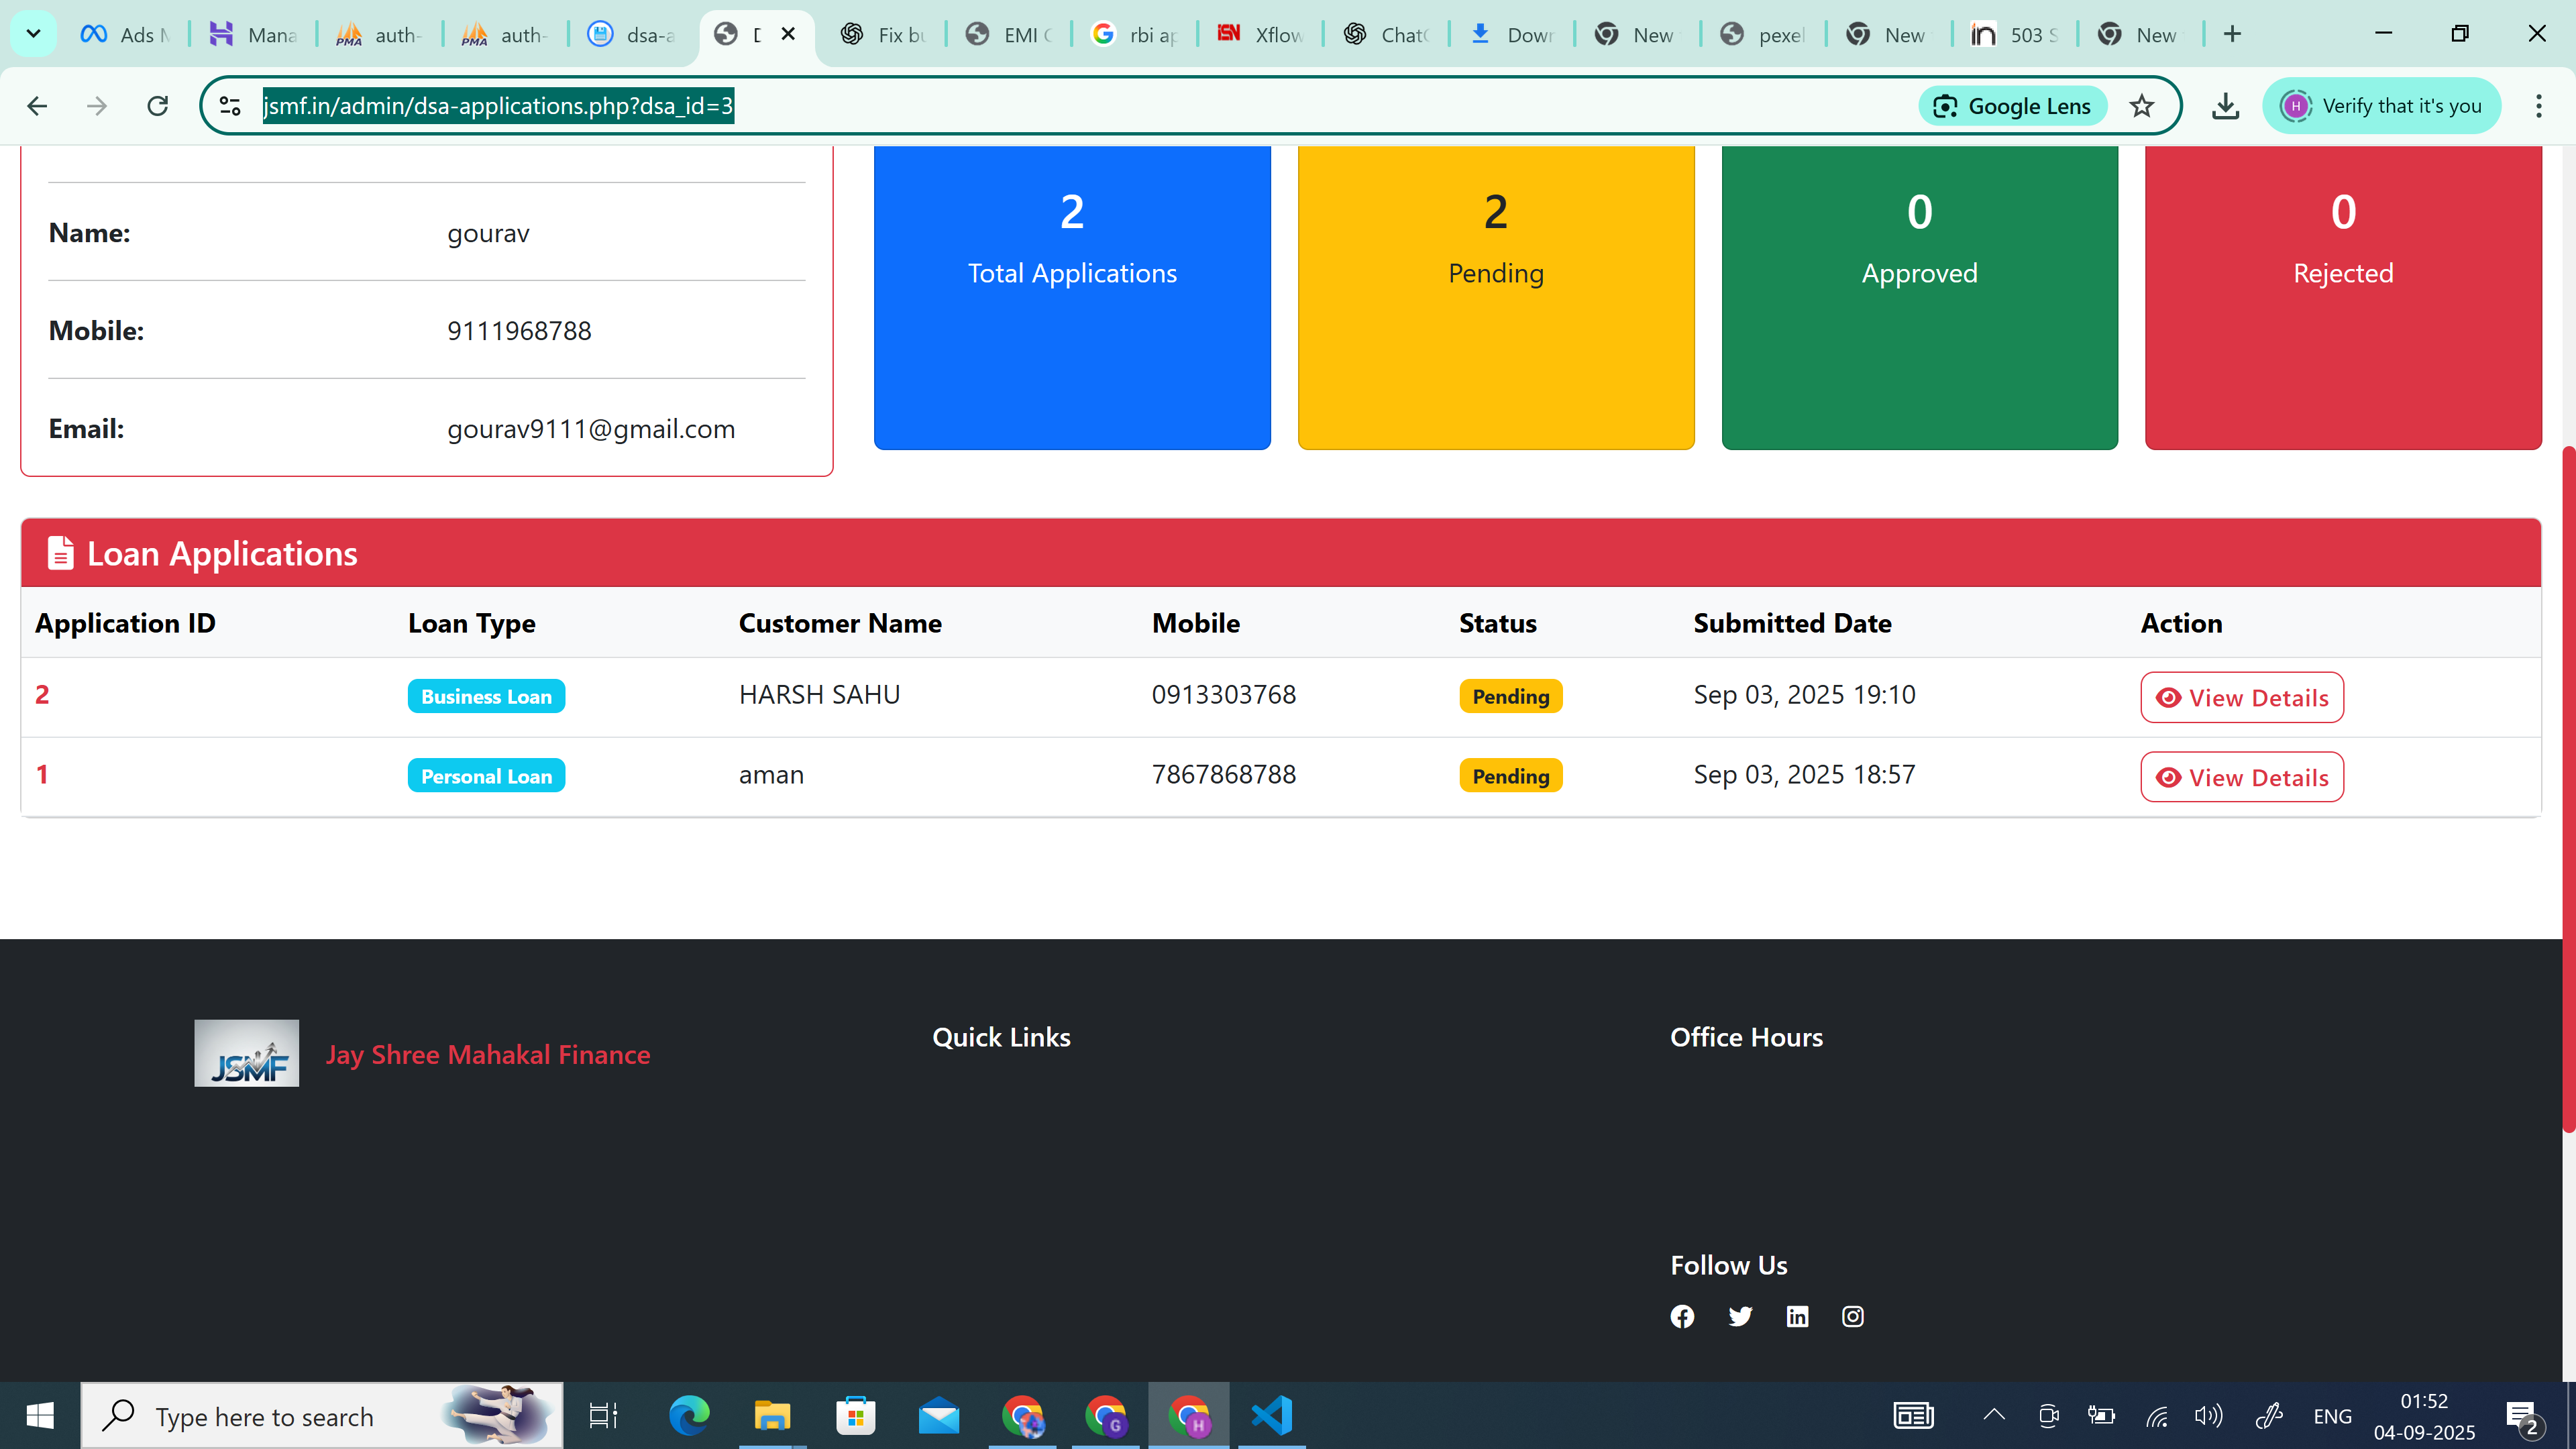 Ads M
Mana
auth-
auth-
dsa-a
Fix bu
EMI C
rbi ap
Xflow
ChatG
Down
New
pexel
New
503 S
New
jsmf.in/admin/dsa-applications.php?dsa_id=3
Google Lens
Verify that it's you
Name: gourav
Mobile: 9111968788
Email: gourav9111@gmail.com
2
Total Applications
2
Pending
0
Approved
0
Rejected
Loan Applications
Application ID Loan Type Customer Name Mobile Status Submitted Date Action
2 Business Loan HARSH SAHU 0913303768 Pending Sep 03, 2025 19:10 View Details
1 Personal Loan aman 7867868788 Pending Sep 03, 2025 18:57 View Details
JSMF
Jay Shree Mahakal Finance
Quick Links
Office Hours
Follow Us
Type here to search
ENG
01:52
04-09-2025
2